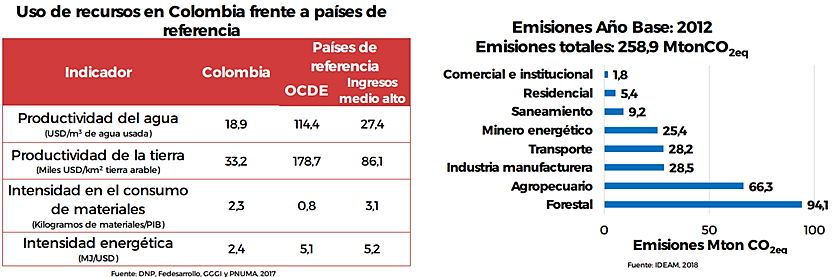 Uso de recursos en Colombia frente a países de
referencia
Indicador
Colombia
Países de
referencia
OCDE
Ingresos
medio alto
Productividad del agua
(USD/m³ de agua usada)
18,9
114,4
27,4
Productividad de la tierra
(Miles USD/km² tierra arable)
33,2
178,7
86,1
Intensidad en el consumo
de materiales
(Kilogramos de materiales/PIB)
2,3
0,8
3,1
Intensidad energética
(MJ/USD)
2,4
5,1
5,2
Fuente: DNP, Fedesarrollo, GGGI y PNUMA, 2017
Emisiones Año Base: 2012
Emisiones totales: 258,9 MtonCO2eq
Comercial e institucional 1,8
Residencial 5,4
Saneamiento 9,2
Minero energético 25,4
Transporte 28,2
Industria manufacturera 28,5
Agropecuario 66,3
Forestal 94,1
0 50 100
Emisiones Mton CO2eq
Fuente: IDEAM, 2018